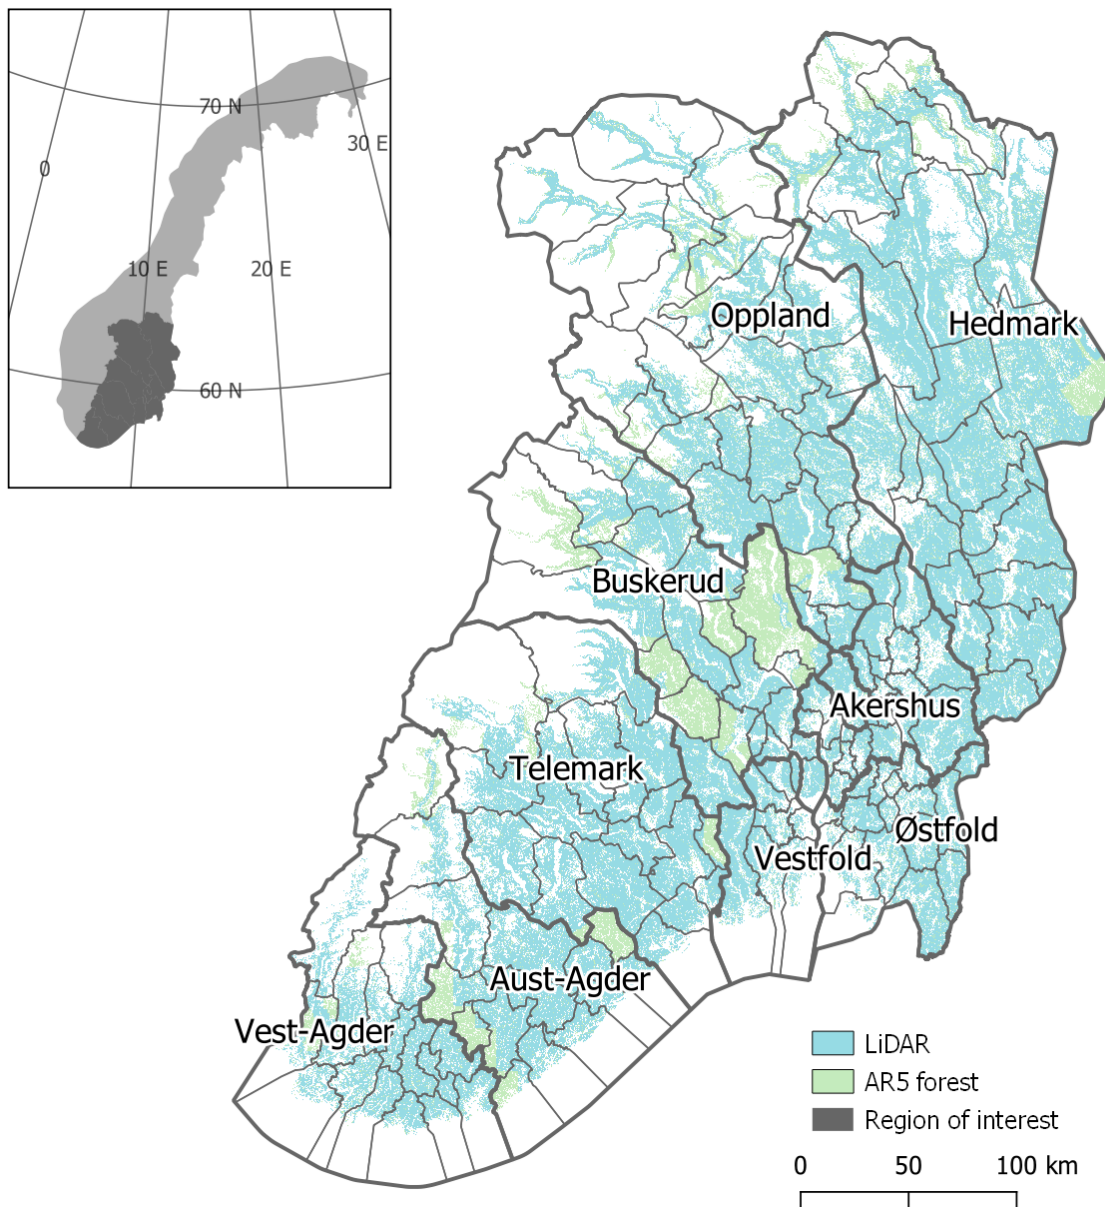 70 N
30 E
0
10 E
20 E
60 N
Oppland
Hedmark
Buskerud
Akershus
Telemark
Østfold
Vestfold
Aust-Agder
Vest-Agder
LiDAR
AR5 forest
Region of interest
0 50 100 km